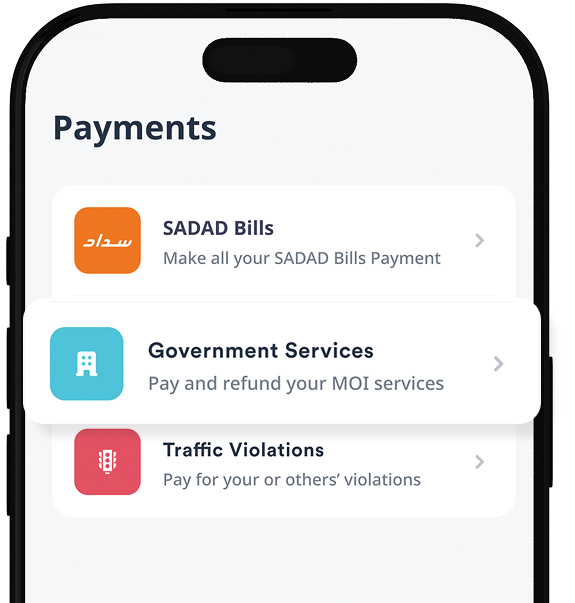 Payments
سداد
SADAD Bills
Make all your SADAD Bills Payment
Government Services
Pay and refund your MOI services
Traffic Violations
Pay for your or others’ violations